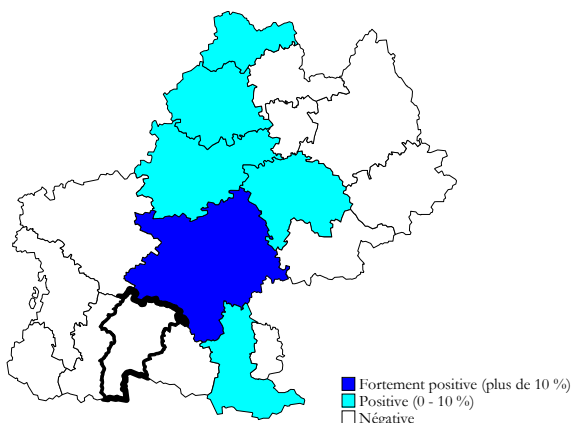 Fortement positive (plus de 10 %)
Positive (0 - 10 %)
Négative